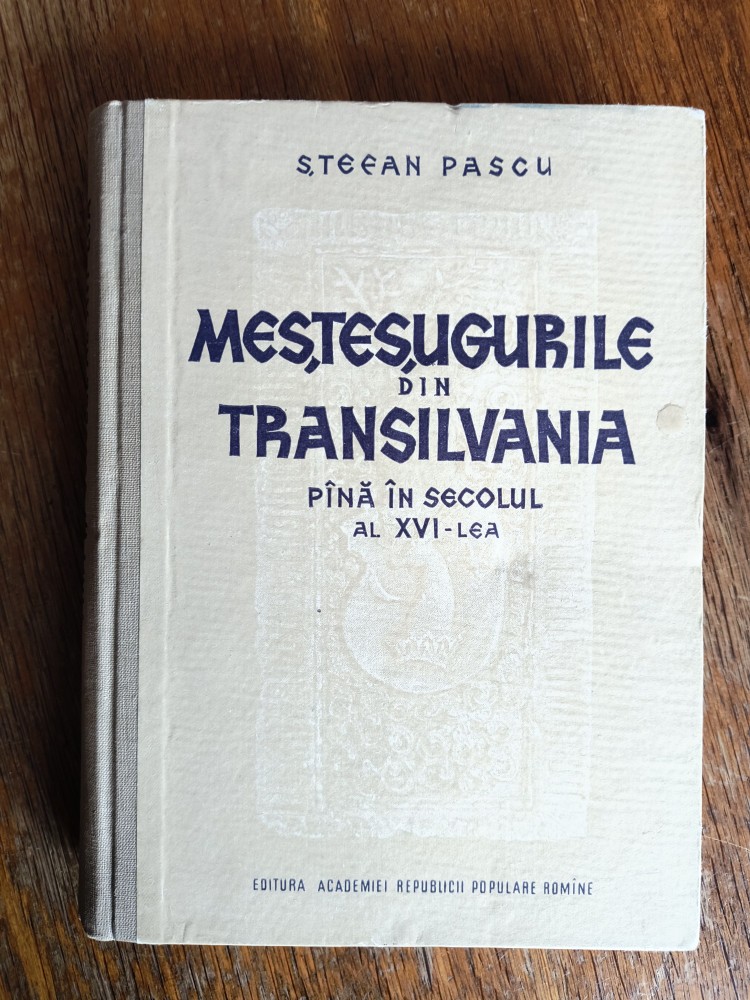 ȘTEFAN PASCU
MEȘTEȘUGURILE
DIN
TRANSILVANIA
PÎNĂ ÎN SECOLUL
AL XVI-LEA
EDITURA ACADEMIEI REPUBLICII POPULARE ROMÎNE